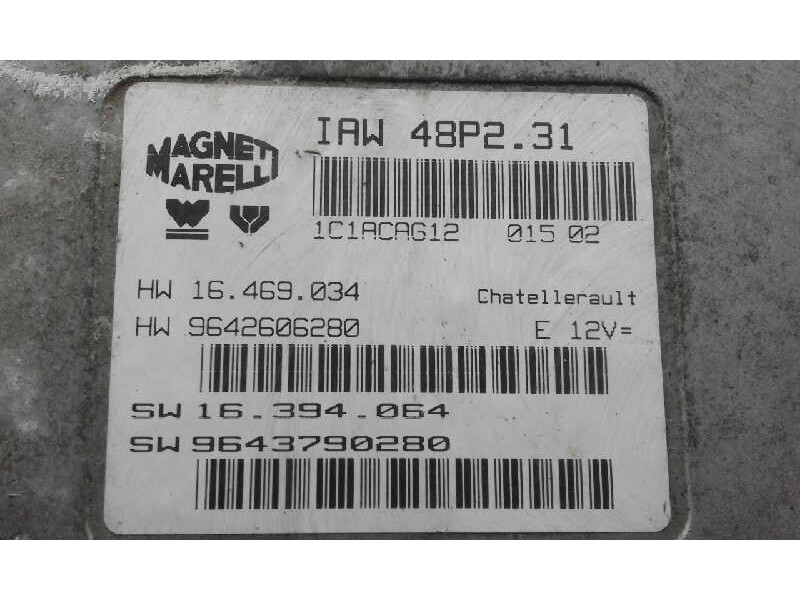 MAGNETI
MARELLI
IAW 48P2.31
1C1ACAG12 015 02
HW 16.469.034
Chatellerault
HW 9642606280
E 12V=
SW 16.394.064
SW 9643790280